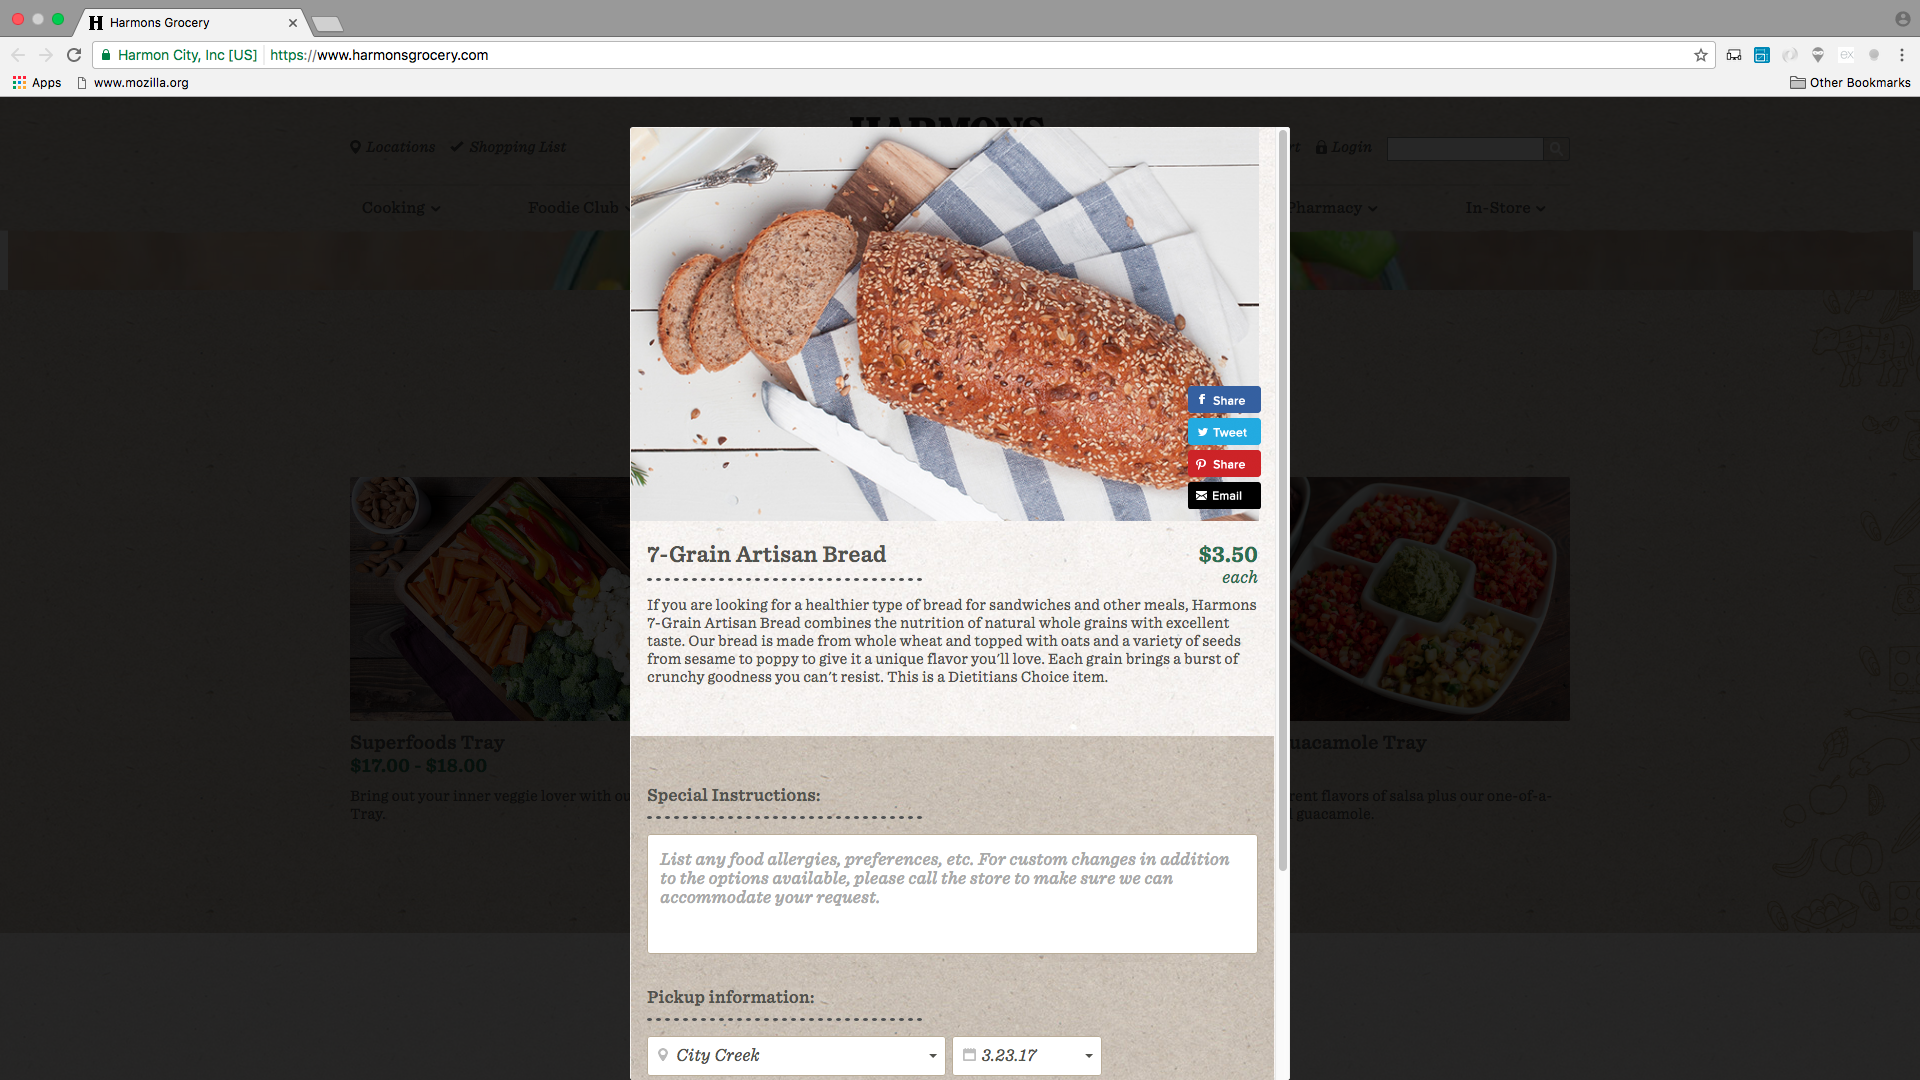 Harmons Grocery
Harmon City, Inc [US] https://www.harmonsgrocery.com
Apps www.mozilla.org Other Bookmarks
HARMONS
Locations Shopping List Login
Cooking Foodie Club Pharmacy In-Store
Share
Tweet
Share
Email
7-Grain Artisan Bread
$3.50
each
If you are looking for a healthier type of bread for sandwiches and other meals, Harmons
7-Grain Artisan Bread combines the nutrition of natural whole grains with excellent
taste. Our bread is made from whole wheat and topped with oats and a variety of seeds
from sesame to poppy to give it a unique flavor you'll love. Each grain brings a burst of
crunchy goodness you can't resist. This is a Dietitians Choice item.
Superfoods Tray
$17.00 - $18.00
Bring out your inner veggie lover with ou
Tray.
uacamole Tray
rent flavors of salsa plus our one-of-a-
guacamole.
Special Instructions:
List any food allergies, preferences, etc. For custom changes in addition
to the options available, please call the store to make sure we can
accommodate your request.
Pickup information:
City Creek 3.23.17